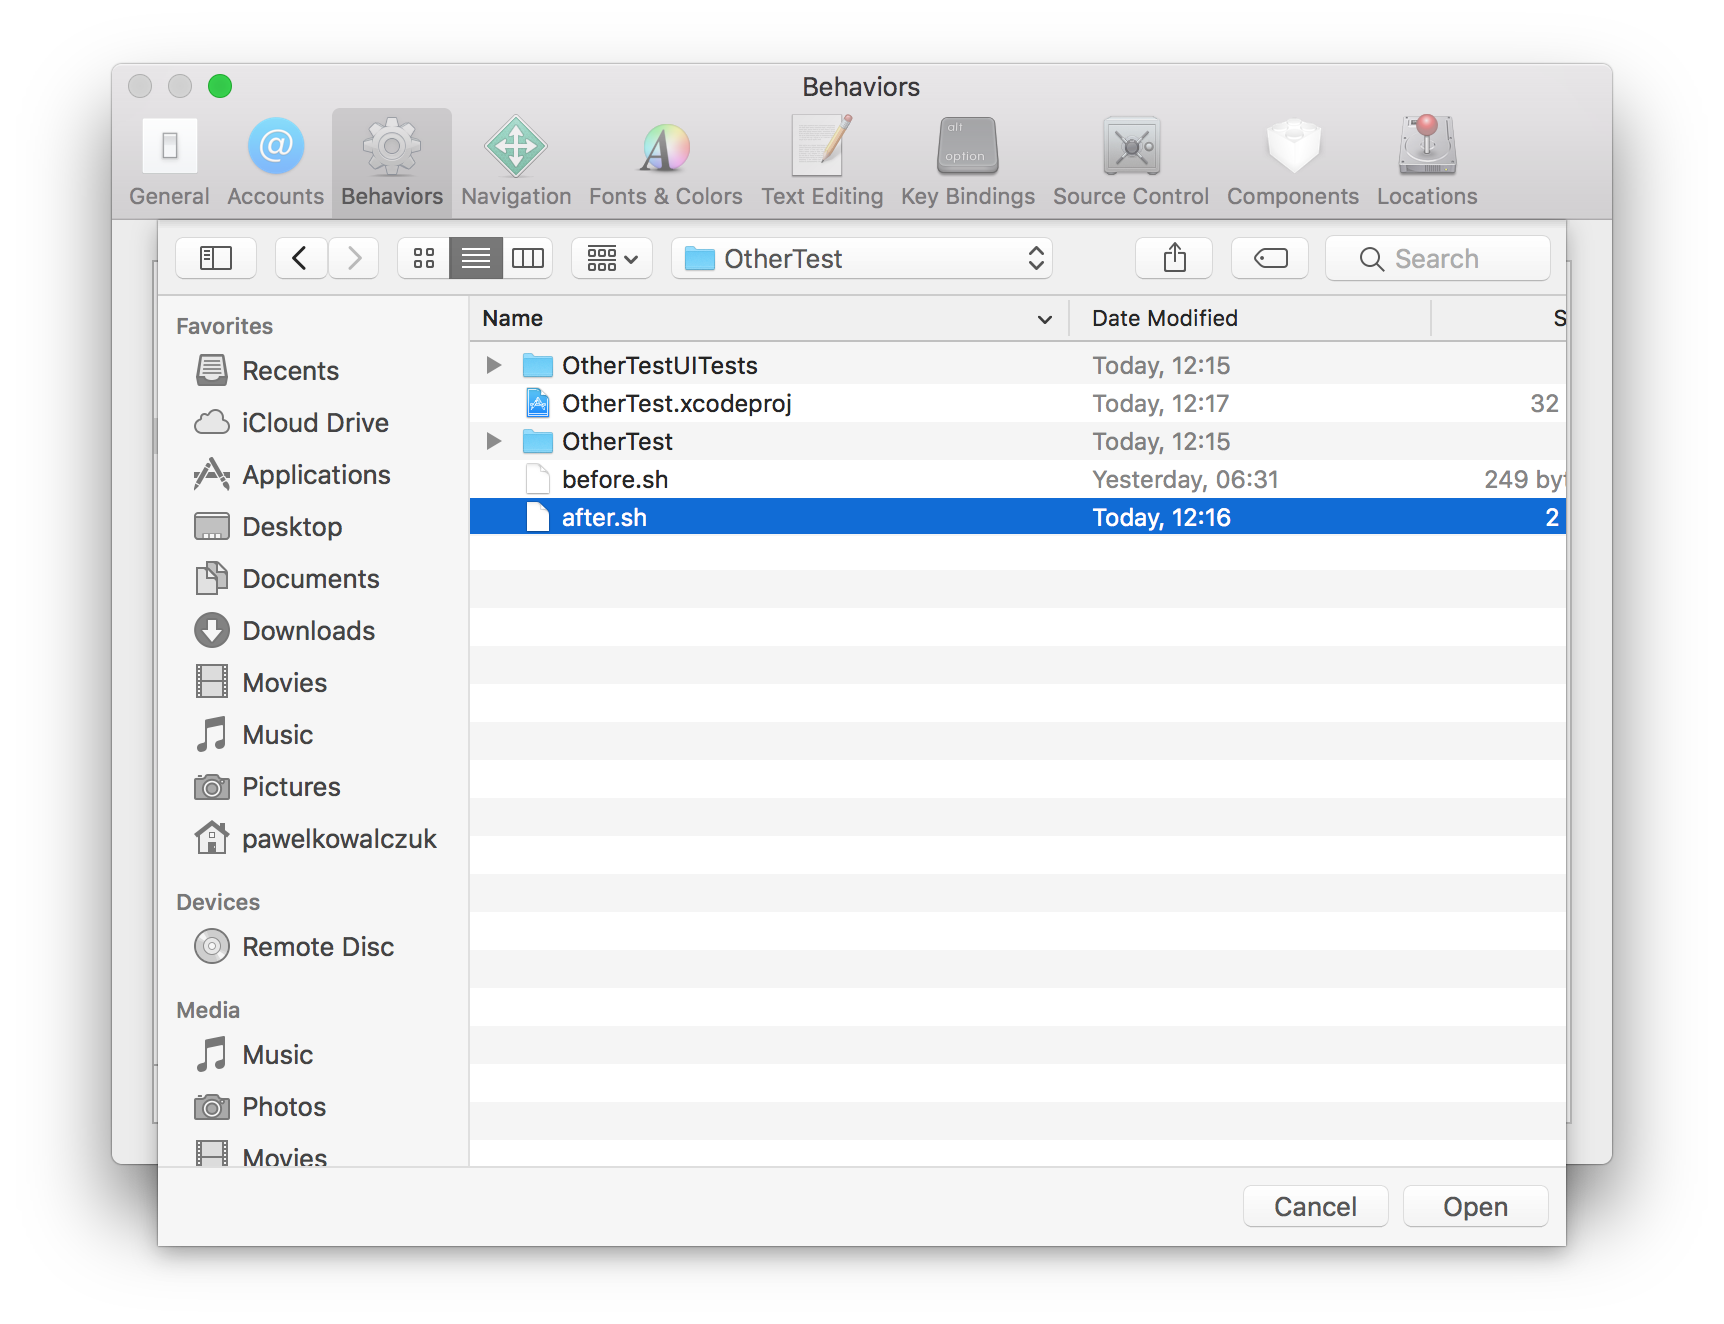 Behaviors
alt
option
General Accounts Behaviors Navigation Fonts & Colors Text Editing Key Bindings Source Control Components Locations
OtherTest Search
Favorites
Recents
iCloud Drive
Applications
Desktop
Documents
Downloads
Movies
Music
Pictures
pawelkowalczuk
Devices
Remote Disc
Media
Music
Photos
Movies
Name Date Modified S
OtherTestUITests Today, 12:15
OtherTest.xcodeproj Today, 12:17 32
OtherTest Today, 12:15
before.sh Yesterday, 06:31 249 by
after.sh Today, 12:16 2
Cancel Open